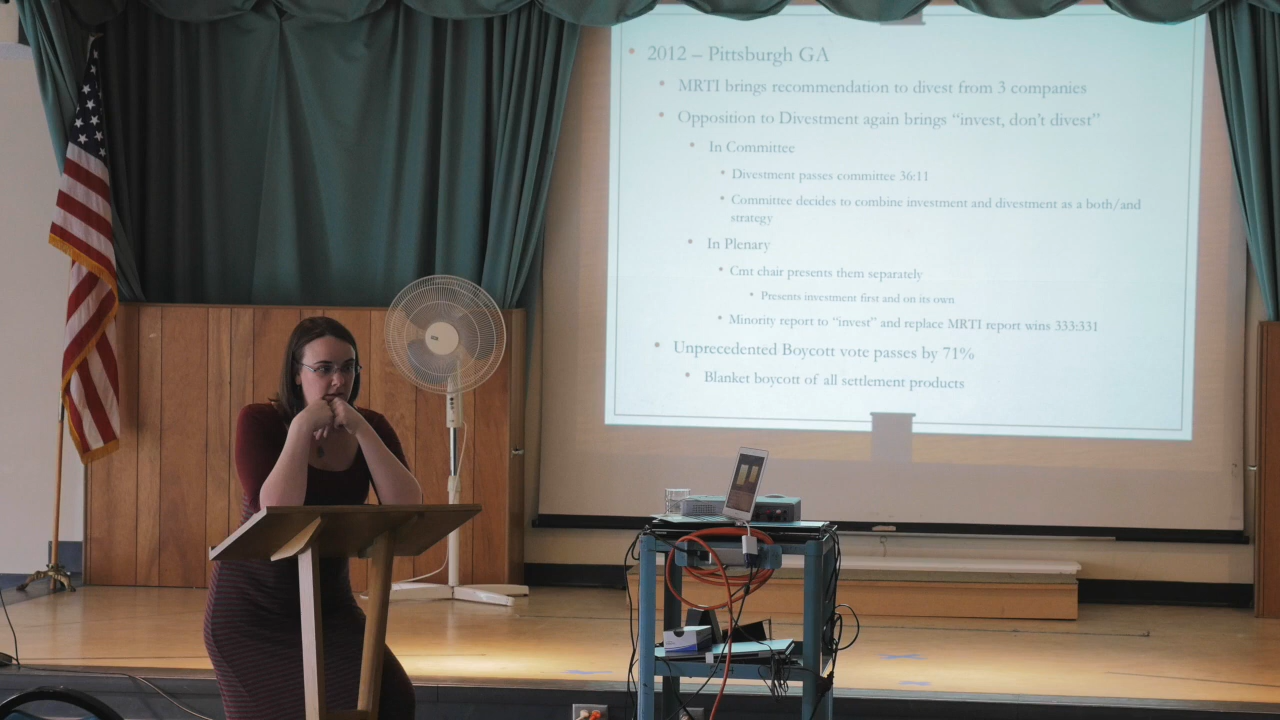 2012 – Pittsburgh GA
MRTI brings recommendation to divest from 3 companies
Opposition to Divestment again brings “invest, don’t divest”
In Committee
Divestment passes committee 36:11
Committee decides to combine investment and divestment as a both/and
strategy
In Plenary
Cmt chair presents them separately
Presents investment first and on its own
Minority report to “invest” and replace MRTI report wins 333:331
Unprecedented Boycott vote passes by 71%
Blanket boycott of all settlement products